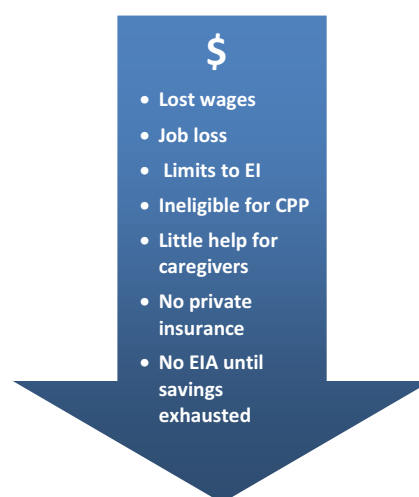 $
• Lost wages
• Job loss
• Limits to EI
• Ineligible for CPP
• Little help for
caregivers
• No private
insurance
• No EIA until
savings
exhausted